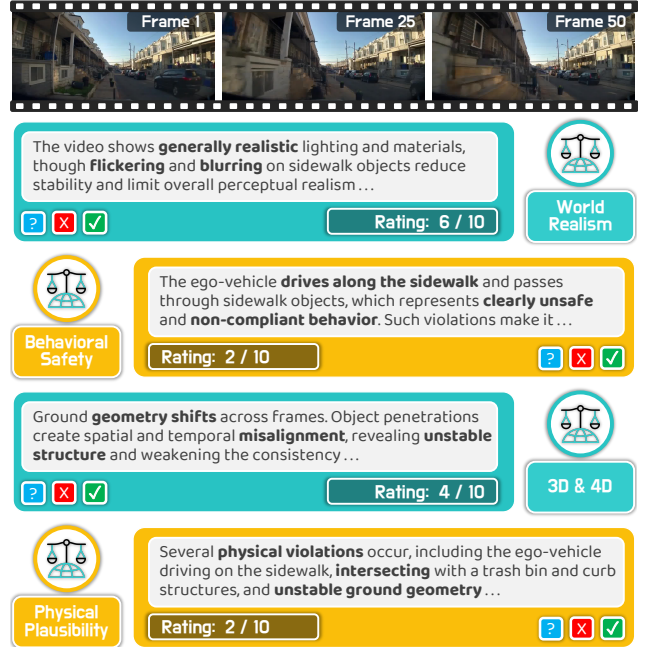 Frame 1
Frame 25
Frame 50
The video shows generally realistic lighting and materials,
though flickering and blurring on sidewalk objects reduce
stability and limit overall perceptual realism...
? X ✓
Rating: 6 / 10
World
Realism
Behavioral
Safety
The ego-vehicle drives along the sidewalk and passes
through sidewalk objects, which represents clearly unsafe
and non-compliant behavior. Such violations make it...
Rating: 2 / 10
? X ✓
Ground geometry shifts across frames. Object penetrations
create spatial and temporal misalignment, revealing unstable
structure and weakening the consistency...
? X ✓
Rating: 4 / 10
3D & 4D
Physical
Plausibility
Several physical violations occur, including the ego-vehicle
driving on the sidewalk, intersecting with a trash bin and curb
structures, and unstable ground geometry...
Rating: 2 / 10
? X ✓